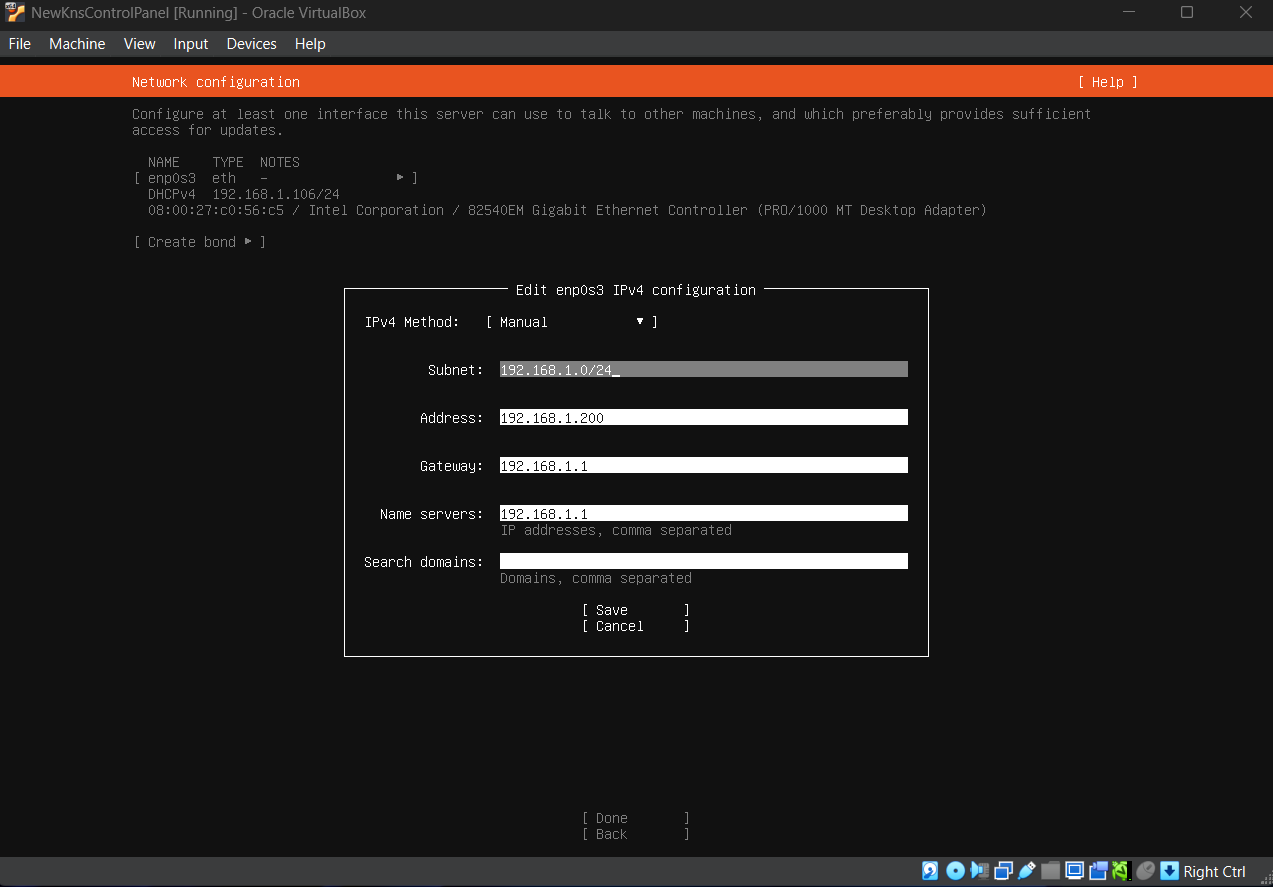 NewKnsControlPanel [Running] - Oracle VirtualBox
File Machine View Input Devices Help
Network configuration [ Help ]
Configure at least one interface this server can use to talk to other machines, and which preferably provides sufficient
access for updates.
NAME TYPE NOTES
[ enp0s3 eth - ▸ ]
DHCPv4 192.168.1.106/24
08:00:27:c0:56:c5 / Intel Corporation / 82540EM Gigabit Ethernet Controller (PRO/1000 MT Desktop Adapter)
[ Create bond ▸ ]
Edit enp0s3 IPv4 configuration
IPv4 Method: [ Manual ▾ ]
Subnet: 192.168.1.0/24_
Address: 192.168.1.200
Gateway: 192.168.1.1
Name servers: 192.168.1.1
IP addresses, comma separated
Search domains:
Domains, comma separated
[ Save ]
[ Cancel ]
[ Done ]
[ Back ]
Right Ctrl